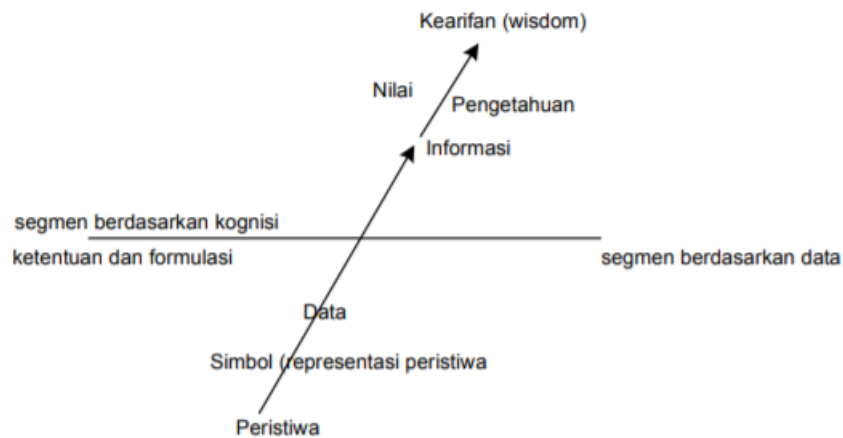 Kearifan (wisdom)
Nilai
Pengetahuan
Informasi
segmen berdasarkan kognisi
ketentuan dan formulasi
segmen berdasarkan data
Data
Simbol (representasi peristiwa
Peristiwa